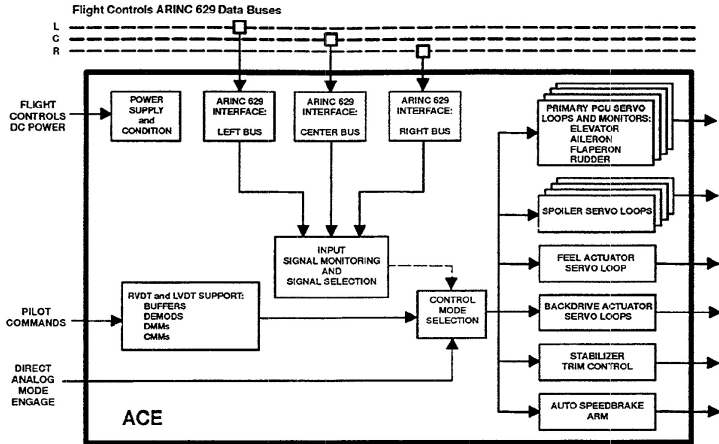 Flight Controls ARINC 629 Data Buses
L
C
R
FLIGHT
CONTROLS
DC POWER
POWER
SUPPLY
and
CONDITION
ARINC 629
INTERFACE:
LEFT BUS
ARINC 629
INTERFACE:
CENTER BUS
ARINC 629
INTERFACE:
RIGHT BUS
PRIMARY PCU SERVO
LOOPS AND MONITORS:
ELEVATOR
AILERON
FLAPERON
RUDDER
SPOILER SERVO LOOPS
INPUT
SIGNAL MONITORING
AND
SIGNAL SELECTION
FEEL ACTUATOR
SERVO LOOP
PILOT
COMMANDS
RVDT and LVDT SUPPORT:
BUFFERS
DEMODS
DMMs
CMMs
CONTROL
MODE
SELECTION
BACKDRIVE ACTUATOR
SERVO LOOPS
STABILIZER
TRIM CONTROL
DIRECT
ANALOG
MODE
ENGAGE
AUTO SPEEDBRAKE
ARM
ACE